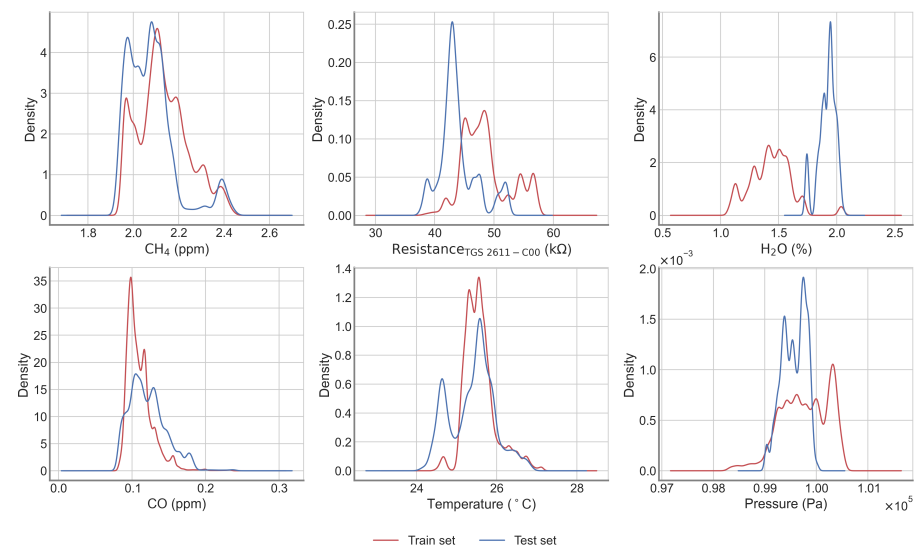 Density
4
3
2
1
0
1.8 2.0 2.2 2.4 2.6
CH₄ (ppm)
Density
0.25
0.20
0.15
0.10
0.05
0.00
30 40 50 60
Resistance_TGS 2611 – C00 (kΩ)
Density
6
4
2
0
0.5 1.0 1.5 2.0 2.5
H₂O (%)
Density
35
30
25
20
15
10
5
0
0.0 0.1 0.2 0.3
CO (ppm)
Density
1.4
1.2
1.0
0.8
0.6
0.4
0.2
0.0
24 26 28
Temperature (°C)
×10⁻³
Density
2.0
1.5
1.0
0.5
0.0
0.97 0.98 0.99 1.00 1.01
Pressure (Pa)
×10⁵
Train set Test set